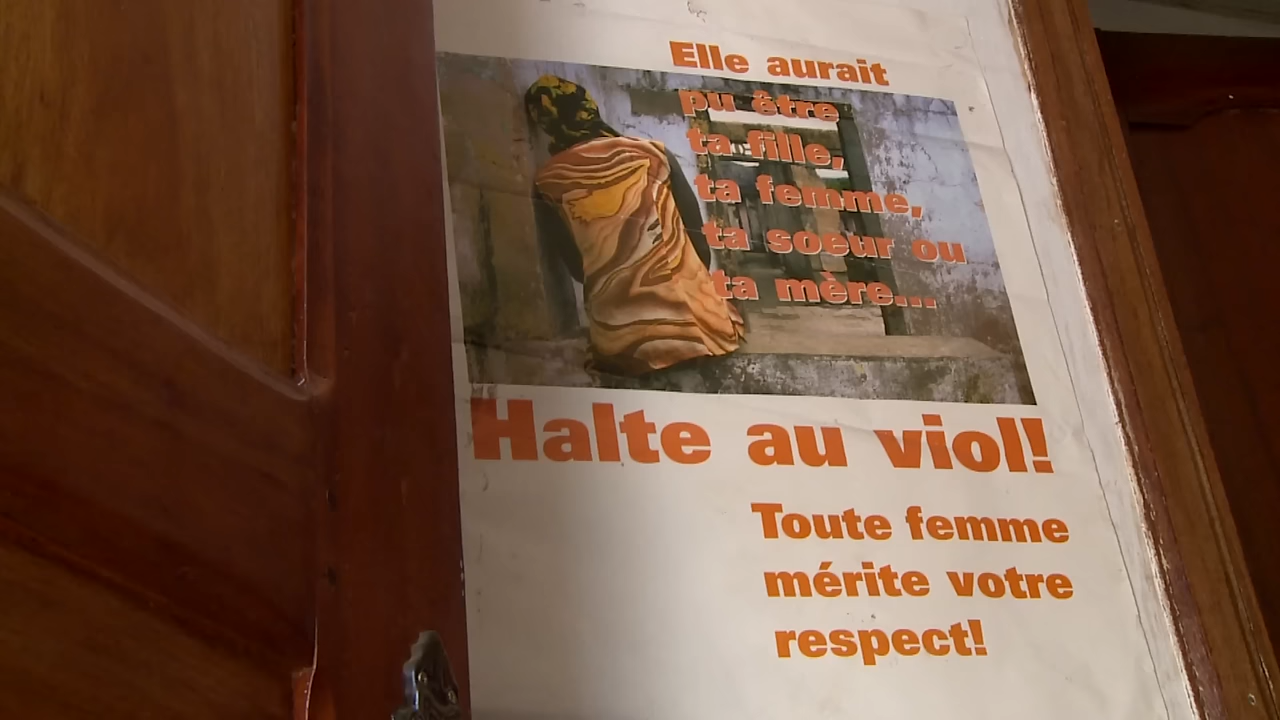 Elle aurait
pu être
ta fille,
ta femme,
ta soeur ou
ta mère...
Halte au viol!
Toute femme
mérite votre
respect!